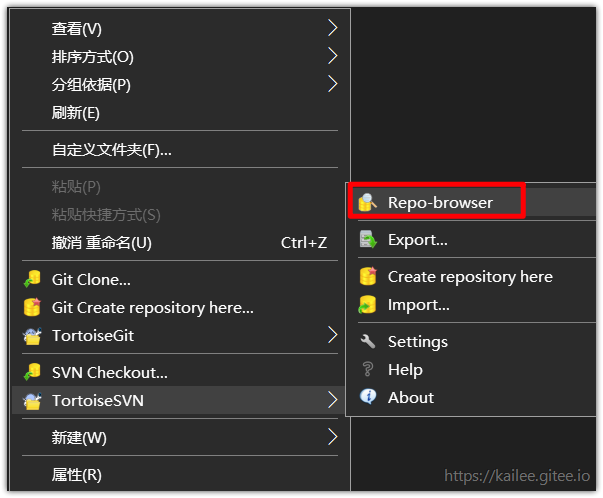 查看(V)
排序方式(O)
分组依据(P)
刷新(E)
自定义文件夹(F)...
粘贴(P)
粘贴快捷方式(S)
撤消 重命名(U) Ctrl+Z
Git Clone...
Git Create repository here...
TortoiseGit
SVN Checkout...
TortoiseSVN
新建(W)
属性(R)
Repo-browser
Export...
Create repository here
Import...
Settings
Help
About
https://kailee.gitee.io